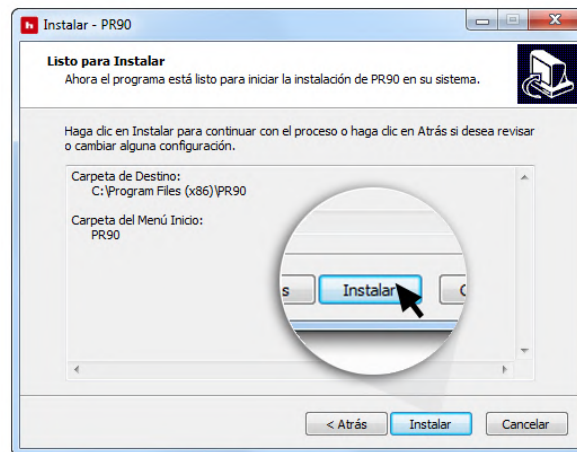 Instalar - PR90
Listo para Instalar
Ahora el programa está listo para iniciar la instalación de PR90 en su sistema.
Haga clic en Instalar para continuar con el proceso o haga clic en Atrás si desea revisar
o cambiar alguna configuración.
Carpeta de Destino:
C:\Program Files (x86)\PR90
Carpeta del Menú Inicio:
PR90
s
Instalar
C
< Atrás
Instalar
Cancelar